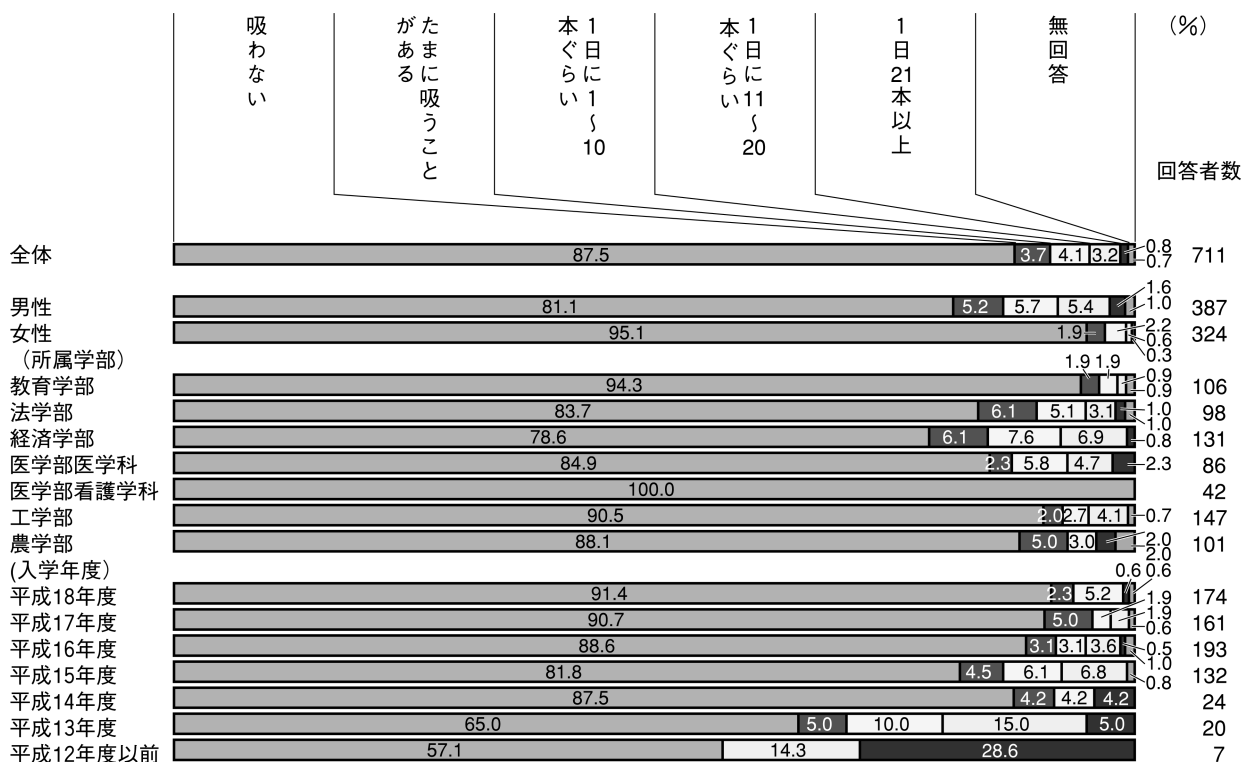 吸わない
たまに吸うこと
がある
1日に1～10
本ぐらい
1日に11～20
本ぐらい
1日21本以上
無回答
(%)
回答者数
全体 87.5 3.7 4.1 3.2 0.8 0.7 711
男性 81.1 5.2 5.7 5.4 1.6 1.0 387
女性 95.1 1.9 2.2 0.6 0.3 324
（所属学部）
教育学部 94.3 1.9 1.9 0.9 0.9 106
法学部 83.7 6.1 5.1 3.1 1.0 1.0 98
経済学部 78.6 6.1 7.6 6.9 0.8 131
医学部医学科 84.9 2.3 5.8 4.7 2.3 86
医学部看護学科 100.0 42
工学部 90.5 2.0 2.7 4.1 0.7 147
農学部 88.1 5.0 3.0 2.0 2.0 101
(入学年度）
平成18年度 91.4 2.3 5.2 0.6 0.6 174
平成17年度 90.7 5.0 1.9 1.9 0.6 161
平成16年度 88.6 3.1 3.1 3.6 0.5 1.0 193
平成15年度 81.8 4.5 6.1 6.8 0.8 132
平成14年度 87.5 4.2 4.2 4.2 24
平成13年度 65.0 5.0 10.0 15.0 5.0 20
平成12年度以前 57.1 14.3 28.6 7